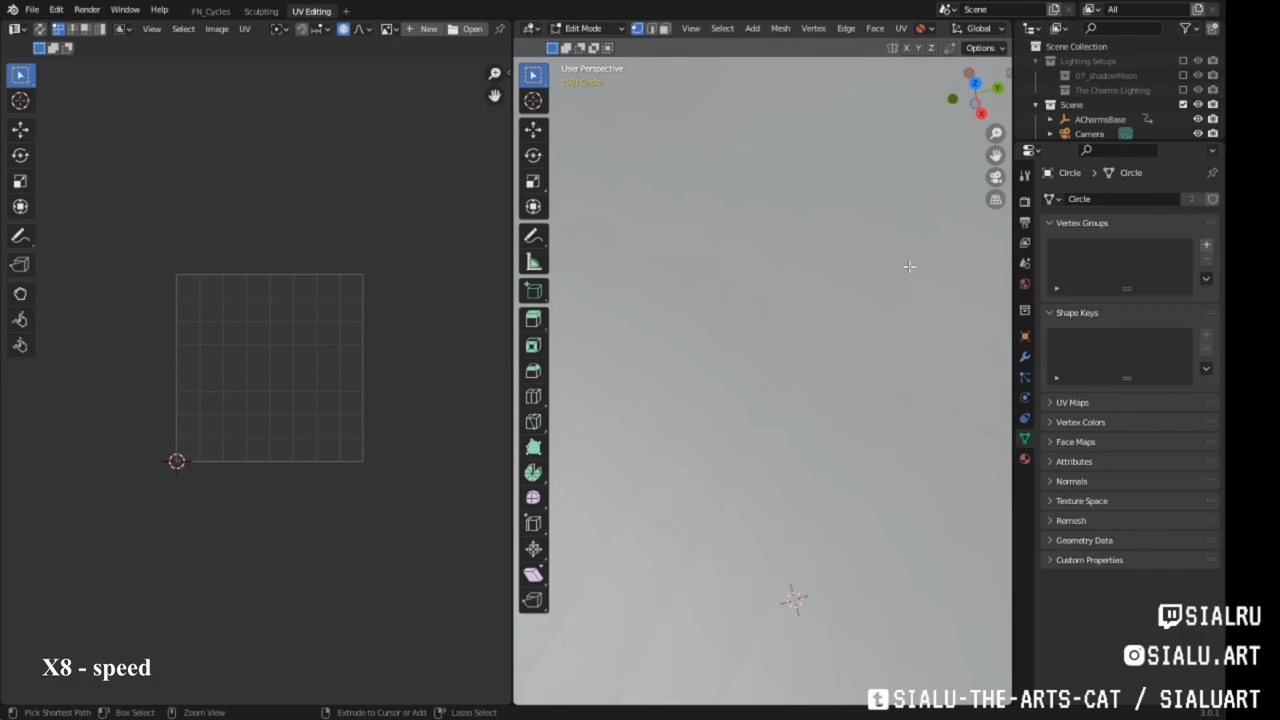 File Edit Render Window Help FN_Cycles Sculpting UV Editing + Scene All
View Select Image UV New Open Edit Mode View Select Add Mesh Vertex Edge Face UV Global
X Y Z Options
User Perspective
(50) Circle
Z
Y
X
Scene Collection
Lighting Setups
07_shadowMoon
The Charms Lighting
Scene
ACharmsBase
Camera
Circle > Circle
Circle 2
Vertex Groups
Shape Keys
UV Maps
Vertex Colors
Face Maps
Attributes
Normals
Texture Space
Remesh
Geometry Data
Custom Properties
SIALRU
SIALU.ART
X8 - speed
SIALU-THE-ARTS-CAT / SIALUART
Pick Shortest Path Box Select Zoom View Extrude to Cursor or Add Lasso Select 3.0.1